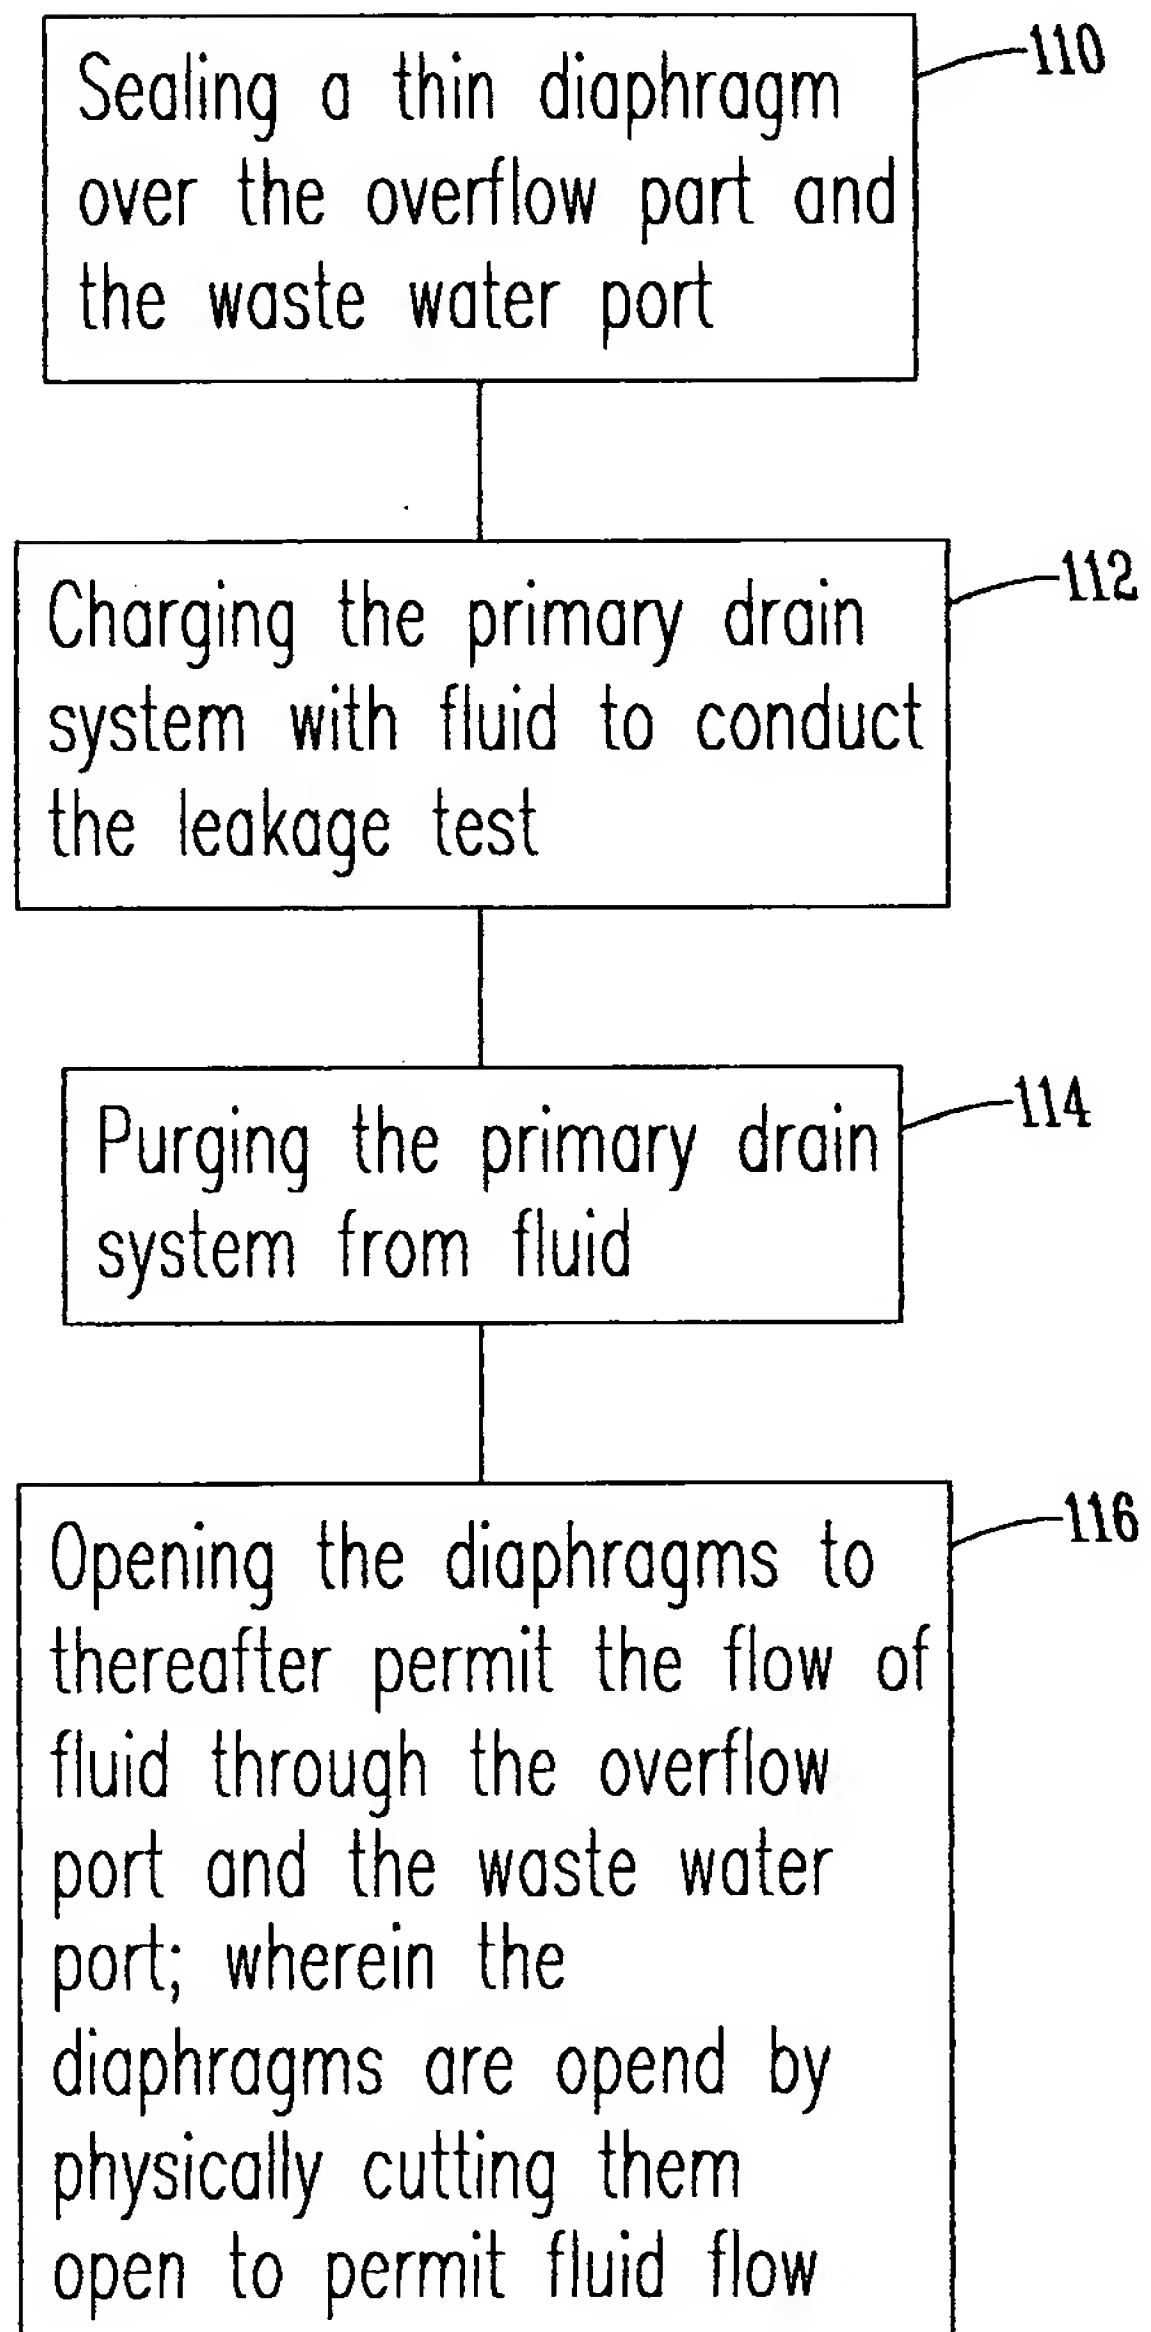 Sealing a thin diaphragm
over the overflow part and
the waste water port
110
Charging the primary drain
system with fluid to conduct
the leakage test
112
Purging the primary drain
system from fluid
114
Opening the diaphragms to
thereafter permit the flow of
fluid through the overflow
port and the waste water
port; wherein the
diaphragms are opend by
physically cutting them
open to permit fluid flow
116